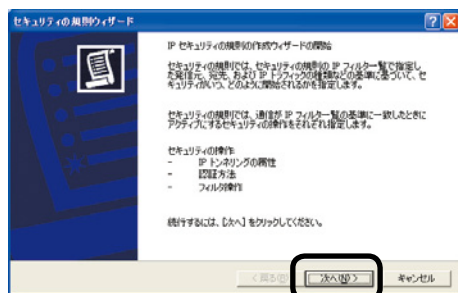 セキュリティの規則ウィザード
IP セキュリティの規則の作成ウィザードの開始
セキュリティの規則では、セキュリティの規則の IP フィルタ一覧で指定し
た発信元、宛先、および IP トラフィックの種類などの基準に基づいて、セ
キュリティがいつ、どのように開始されるかを指定します。
セキュリティの規則では、通信が IP フィルタ一覧の基準に一致したときに
アクティブにするセキュリティの操作をそれぞれ指定します。
セキュリティの操作
- IP トンネリングの属性
- 認証方法
- フィルタ操作
続行するには、[次へ] をクリックしてください。
< 戻る(B)
次へ(N) >
キャンセル